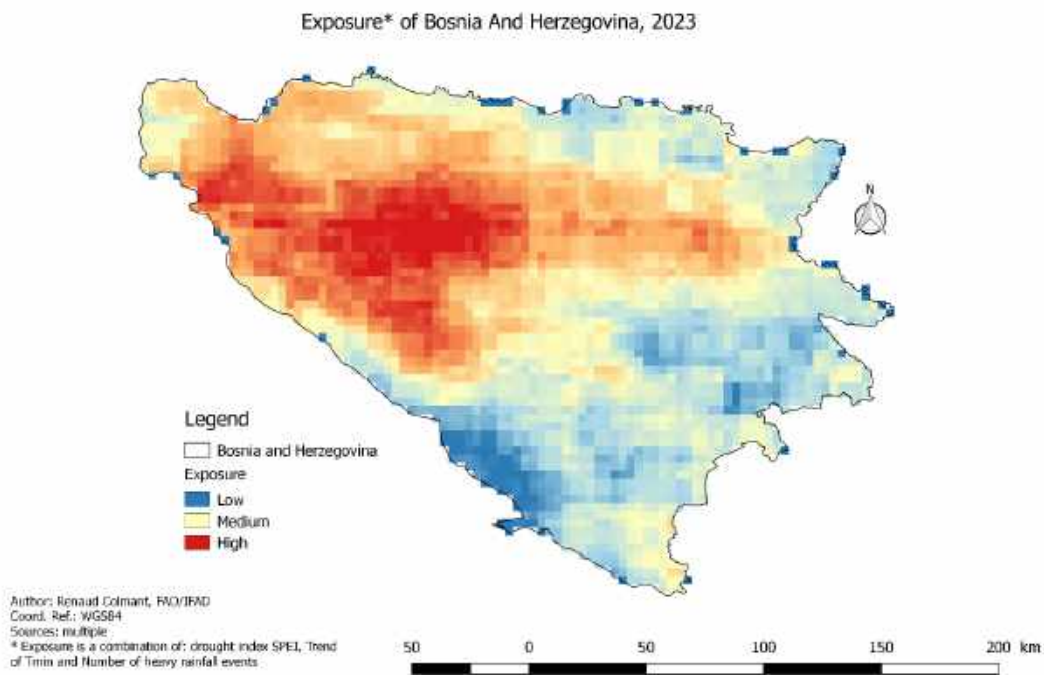 Exposure* of Bosnia And Herzegovina, 2023
N
Legend
Bosnia and Herzegovina
Exposure
Low
Medium
High
Author: Renaud Colmant, FAO/IFAD
Coord. Ref.: WGS84
Sources: multiple
* Exposure is a combination of: drought index SPEI, Trend
of Tmin and Number of heavy rainfall events
50 0 50 100 150 200 km